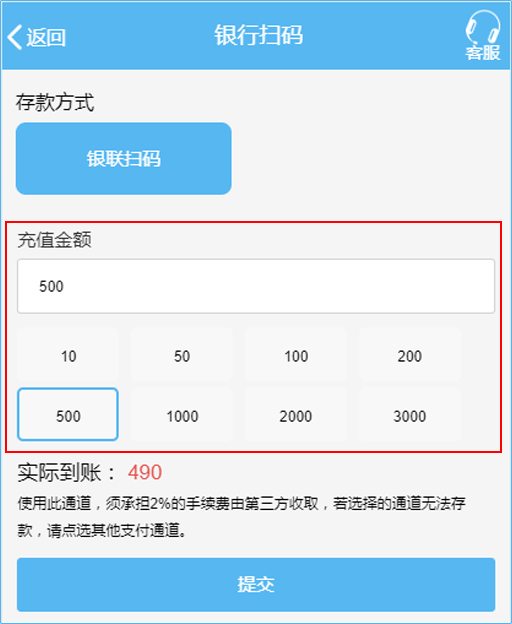 返回
银行扫码
客服
存款方式
银联扫码
充值金额
500
10 50 100 200
500 1000 2000 3000
实际到账： 490
使用此通道，须承担2%的手续费由第三方收取，若选择的通道无法存
款，请点选其他支付通道。
提交